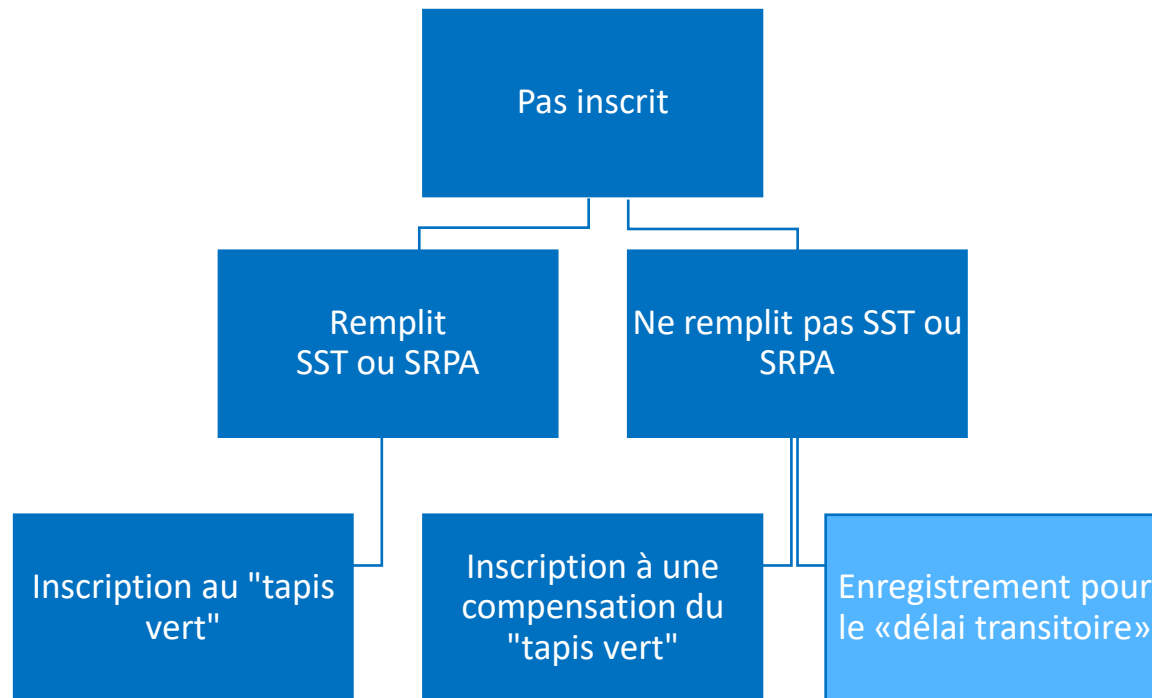 Pas inscrit
Remplit
SST ou SRPA
Ne remplit pas SST ou
SRPA
Inscription au "tapis
vert"
Inscription à une
compensation du
"tapis vert"
Enregistrement pour
le «délai transitoire»